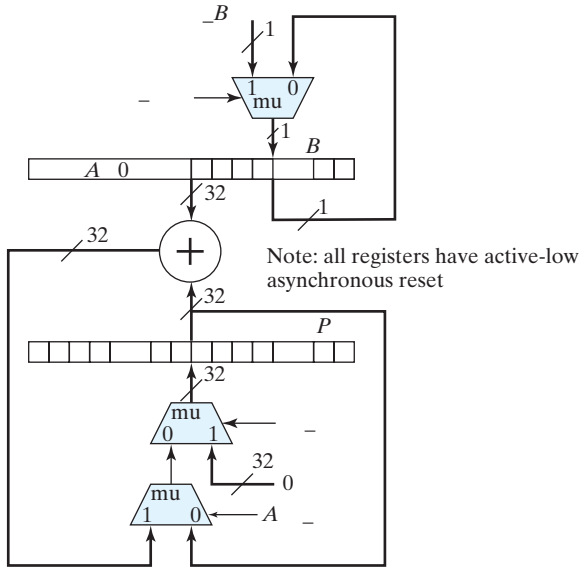 _B
1
1 0
mu
_
1
B
A 0
32
1
32
+
Note: all registers have active-low
asynchronous reset
32
P
32
mu
0 1
_
32
0
mu
1 0
A _